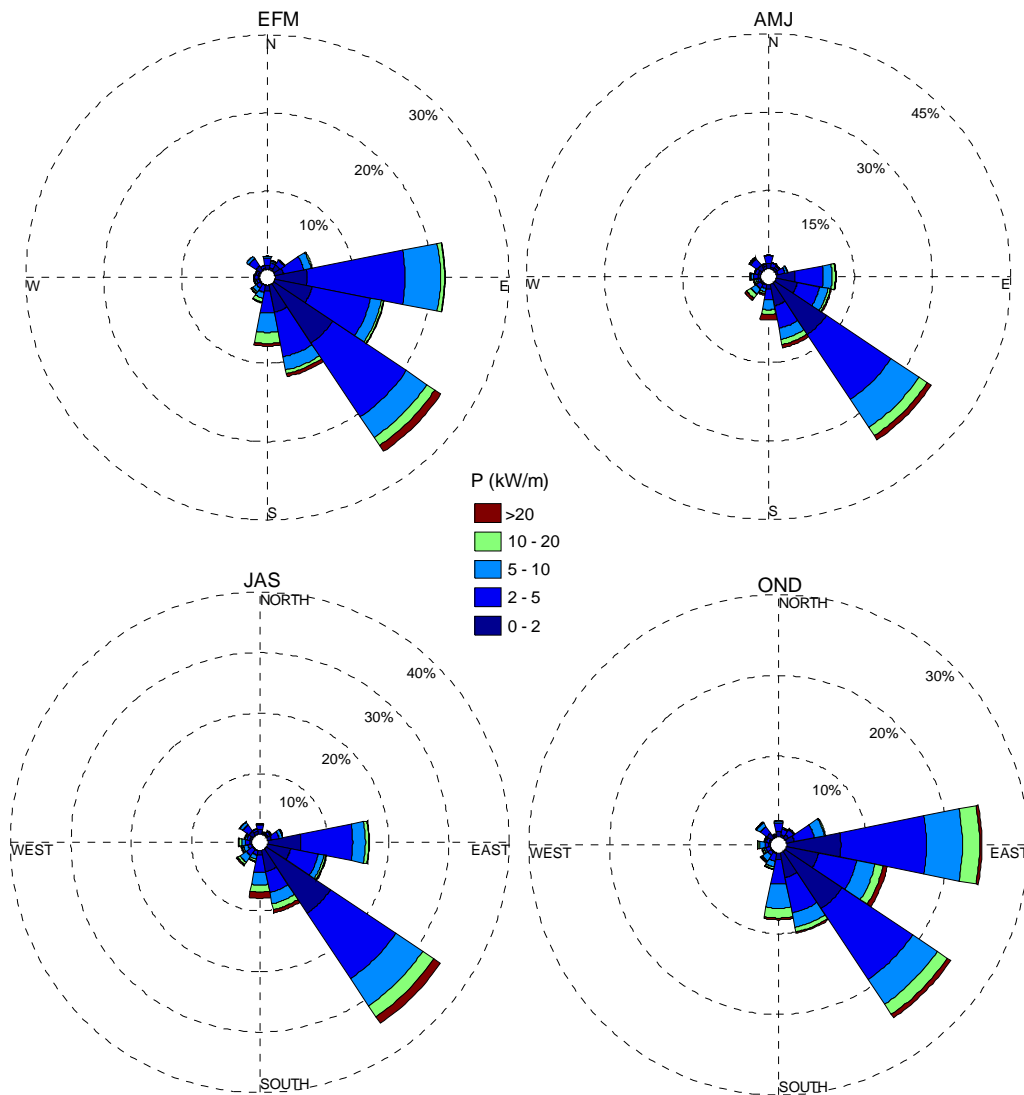 EFM
N
30%
20%
10%
W
E
S
AMJ
N
45%
30%
15%
W
E
S
P (kW/m)
>20
10 - 20
5 - 10
2 - 5
0 - 2
JAS
NORTH
40%
30%
20%
10%
WEST
EAST
SOUTH
OND
NORTH
30%
20%
10%
WEST
EAST
SOUTH